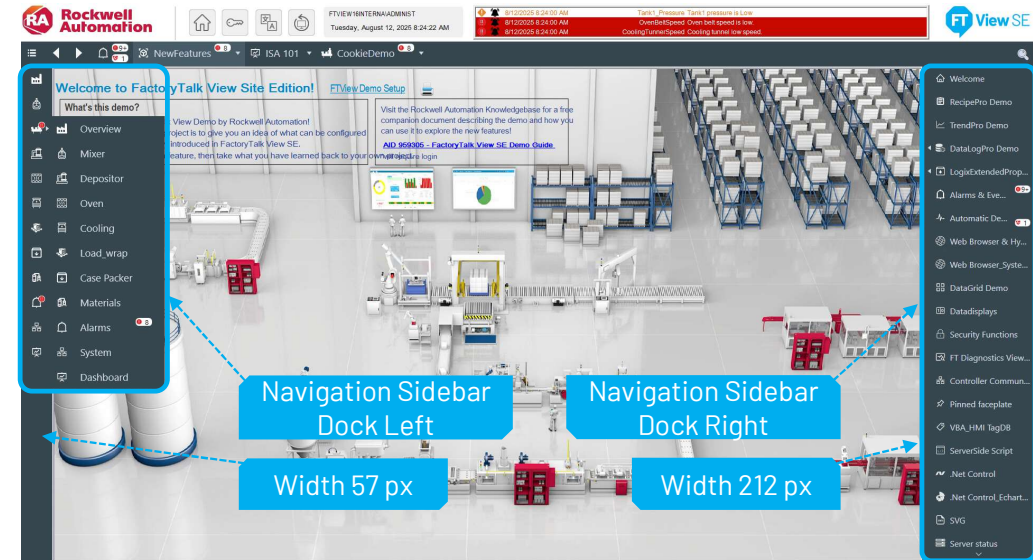 RA
Rockwell
Automation
FTVIEW16INTERNA\ADMINIST
Tuesday, August 12, 2025 8:24:22 AM
8/12/2025 8:24:00 AM Tank1_Pressure Tank1 pressure is Low
8/12/2025 8:24:00 AM OvenBeltSpeed Oven belt speed is low.
8/12/2025 8:24:00 AM CoolingTunnerSpeed Cooling tunnel low speed.
FT View SE
9+
1
NewFeatures
8
ISA 101
CookieDemo
8
Welcome to FactoryTalk View Site Edition!
FTView Demo Setup
What's this demo?
View Demo by Rockwell Automation!
roject is to give you an idea of what can be configured
introduced in FactoryTalk View SE.
eature, then take what you have learned back to your own project.
Visit the Rockwell Automation Knowledgebase for a free
companion document describing the demo and how you
can use it to explore the new features!
AID 959305 - FactoryTalk View SE Demo Guide
login
Overview
Mixer
Depositor
Oven
Cooling
Load_wrap
Case Packer
Materials
Alarms
8
System
Dashboard
Navigation Sidebar
Dock Left
Width 57 px
Navigation Sidebar
Dock Right
Width 212 px
Welcome
RecipePro Demo
TrendPro Demo
DataLogPro Demo
LogixExtendedProp...
Alarms & Eve...
9+
Automatic De...
1
Web Browser & Hy...
Web Browser_Syste...
DataGrid Demo
Datadisplays
Security Functions
FT Diagnostics View...
Controller Commun...
Pinned faceplate
VBA_HMI TagDB
ServerSide Script
.Net Control
.Net Control_Echart...
SVG
Server status